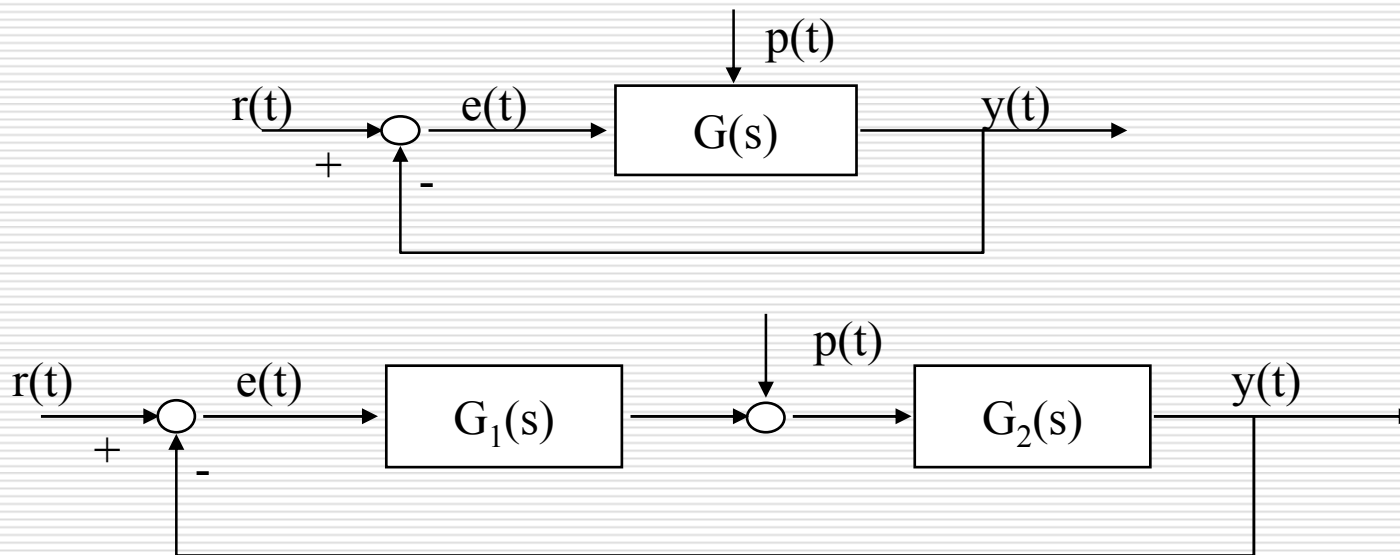 p(t)
r(t) e(t) G(s) y(t)
+ -
p(t)
r(t) e(t) G₁(s) G₂(s) y(t)
+ -